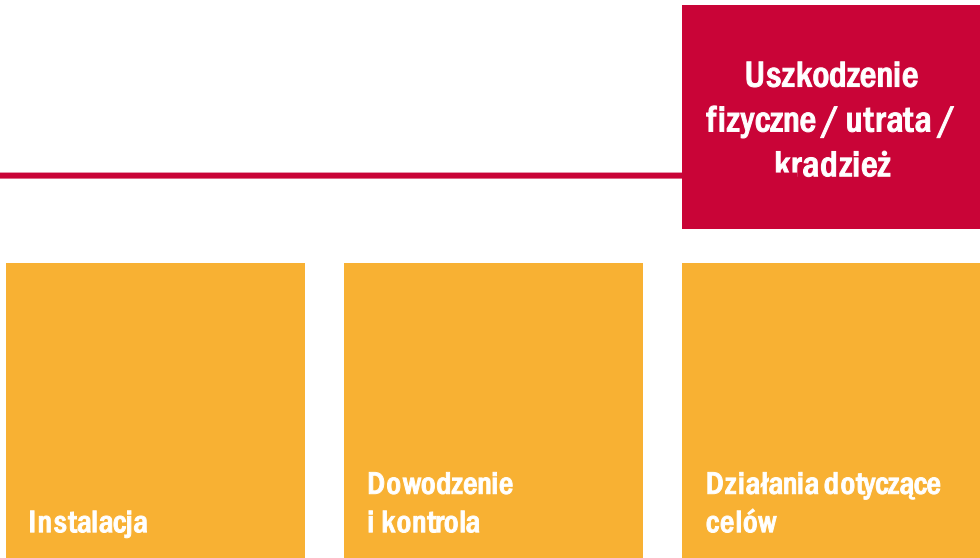 Uszkodzenie
fizyczne / utrata /
kradzież
Instalacja
Dowodzenie
i kontrola
Działania dotyczące
celów